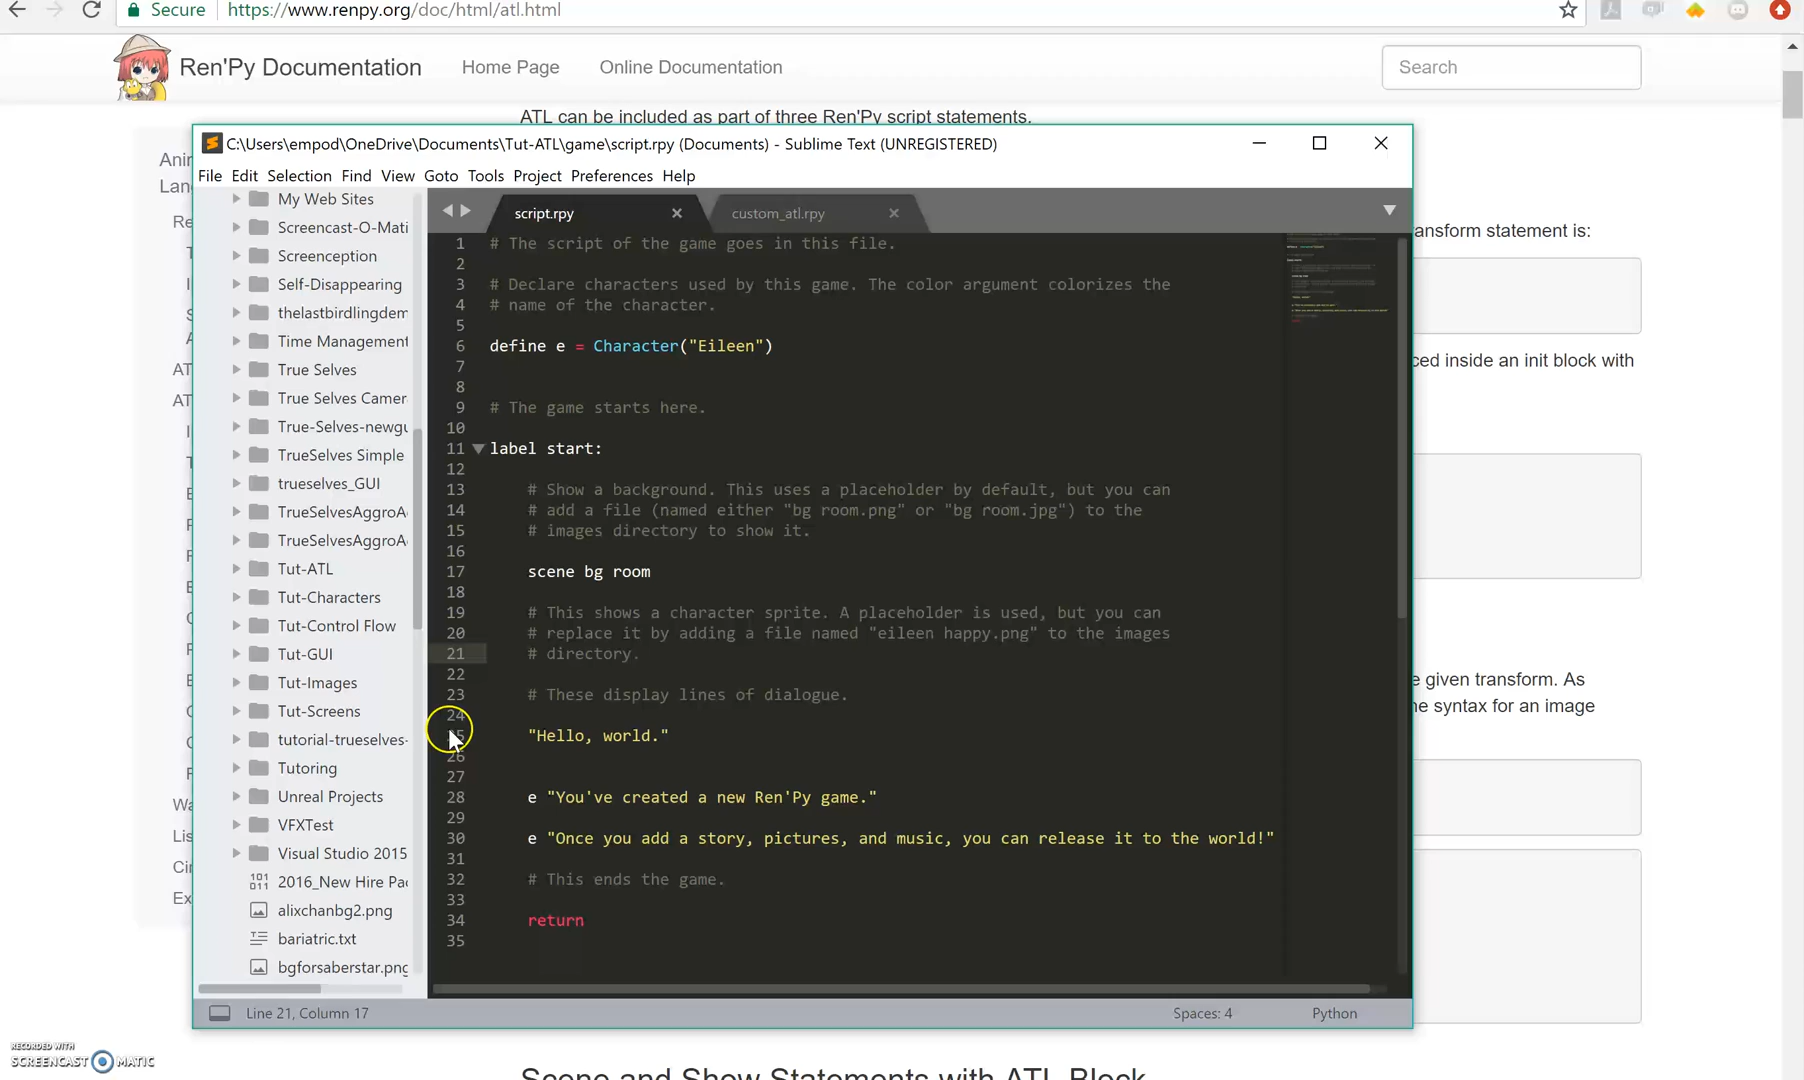 Secure https://www.renpy.org/doc/html/atl.html
Ren'Py Documentation Home Page Online Documentation Search
ATL can be included as part of three Ren'Py script statements.
C:\Users\empod\OneDrive\Documents\Tut-ATL\game\script.rpy (Documents) - Sublime Text (UNREGISTERED)
File Edit Selection Find View Goto Tools Project Preferences Help
My Web Sites
Screencast-O-Mati
Screenception
Self-Disappearing
thelastbirdlingdem
Time Management
True Selves
True Selves Camer
True-Selves-newgu
TrueSelves Simple
trueselves_GUI
TrueSelvesAggroA
TrueSelvesAggroA
Tut-ATL
Tut-Characters
Tut-Control Flow
Tut-GUI
Tut-Images
Tut-Screens
tutorial-trueselves-
Tutoring
Unreal Projects
VFXTest
Visual Studio 2015
2016_New Hire Pac
alixchanbg2.png
bariatric.txt
bgforsaberstar.png
script.rpy custom_atl.rpy
1 # The script of the game goes in this file.
2
3 # Declare characters used by this game. The color argument colorizes the
4 # name of the character.
5
6 define e = Character("Eileen")
7
8
9 # The game starts here.
10
11 label start:
12
13 # Show a background. This uses a placeholder by default, but you can
14 # add a file (named either "bg room.png" or "bg room.jpg") to the
15 # images directory to show it.
16
17 scene bg room
18
19 # This shows a character sprite. A placeholder is used, but you can
20 # replace it by adding a file named "eileen happy.png" to the images
21 # directory.
22
23 # These display lines of dialogue.
24
25 "Hello, world."
26
27
28 e "You've created a new Ren'Py game."
29
30 e "Once you add a story, pictures, and music, you can release it to the world!"
31
32 # This ends the game.
33
34 return
35
Line 21, Column 17 Spaces: 4 Python
ansform statement is:
ced inside an init block with
e given transform. As
ne syntax for an image
Scene and Show Statements with ATL Block
RECORDED WITH
SCREENCAST MATIC